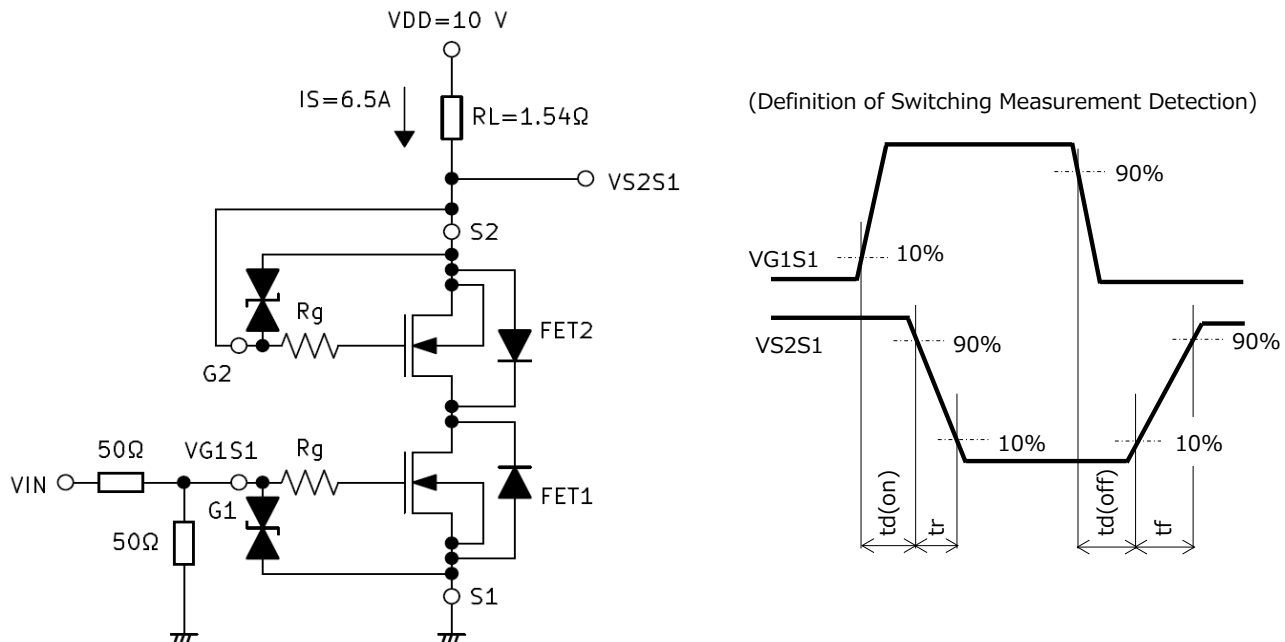 VDD=10 V
IS=6.5A
RL=1.54Ω
VS2S1
S2
Rg
FET2
G2
50Ω
VG1S1
Rg
VIN
G1
FET1
50Ω
S1
(Definition of Switching Measurement Detection)
90%
VG1S1
10%
VS2S1
90%
90%
10%
10%
td(on)
tr
td(off)
tf